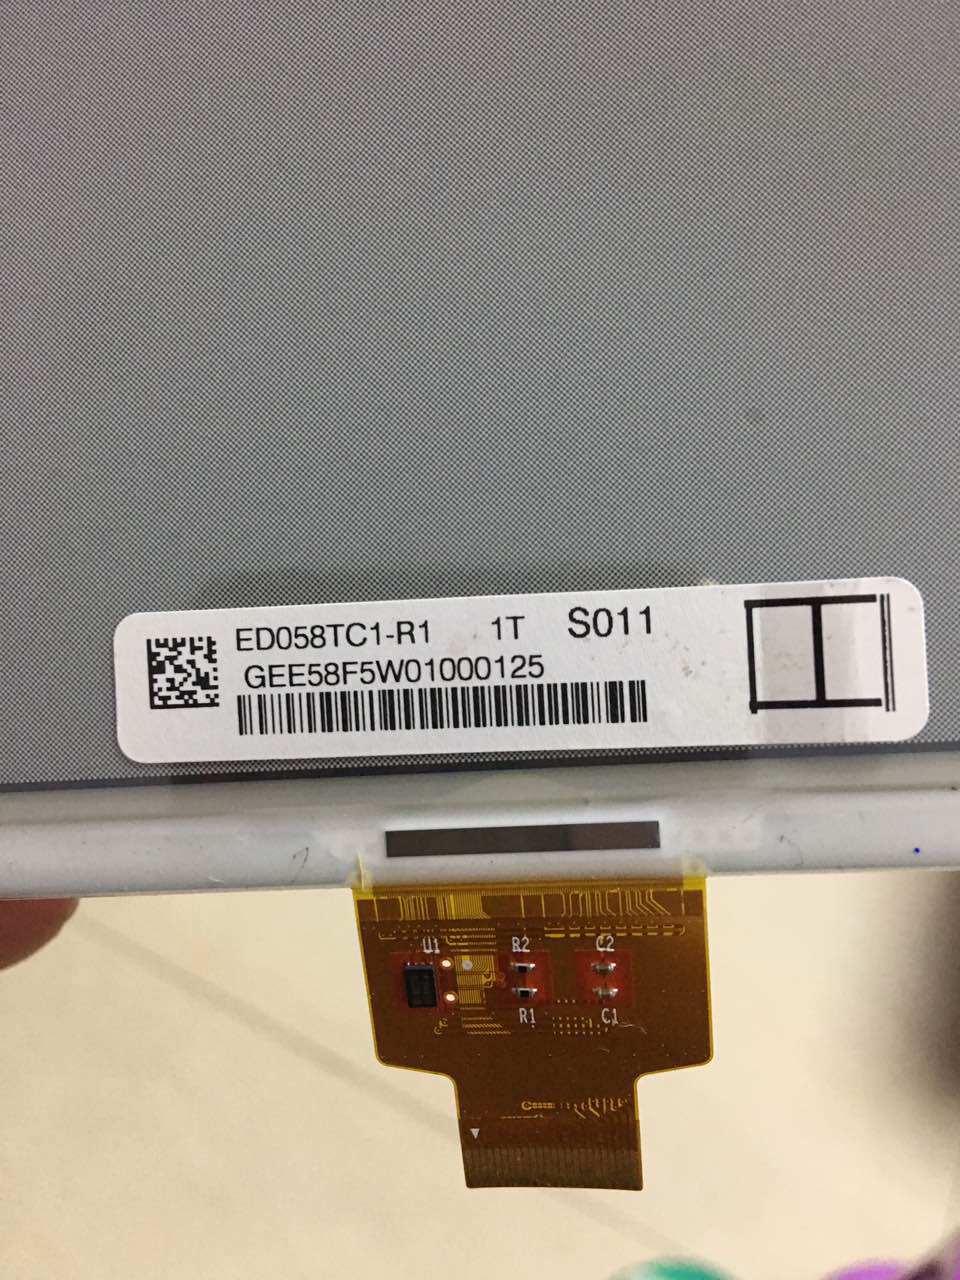 ED058TC1-R1 1T S011
GEE58F5W01000125
U1 R2 C2
R1 C1